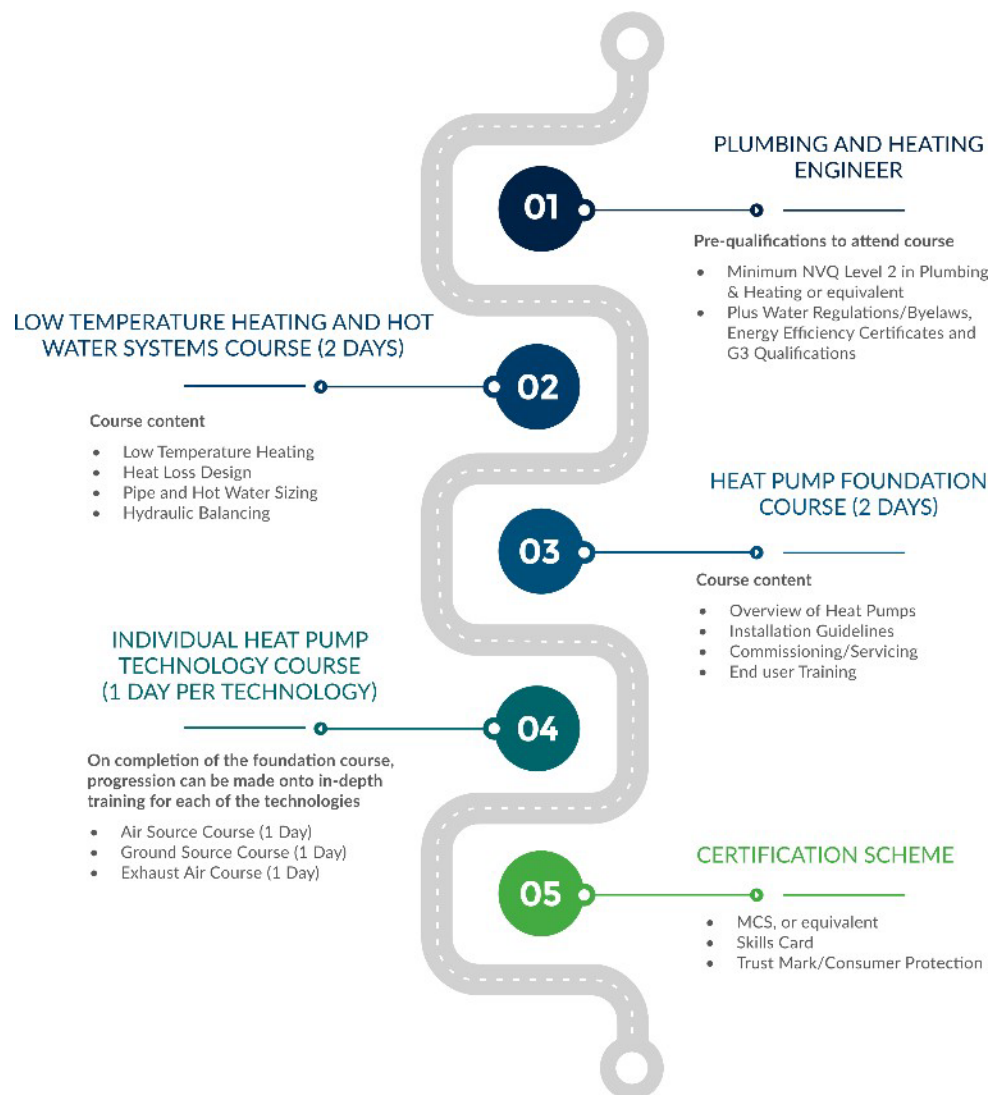 01
PLUMBING AND HEATING
ENGINEER
Pre-qualifications to attend course
• Minimum NVQ Level 2 in Plumbing
& Heating or equivalent
• Plus Water Regulations/Byelaws,
Energy Efficiency Certificates and
G3 Qualifications
LOW TEMPERATURE HEATING AND HOT
WATER SYSTEMS COURSE (2 DAYS)
02
Course content
• Low Temperature Heating
• Heat Loss Design
• Pipe and Hot Water Sizing
• Hydraulic Balancing
03
HEAT PUMP FOUNDATION
COURSE (2 DAYS)
Course content
• Overview of Heat Pumps
• Installation Guidelines
• Commissioning/Servicing
• End user Training
INDIVIDUAL HEAT PUMP
TECHNOLOGY COURSE
(1 DAY PER TECHNOLOGY)
04
On completion of the foundation course,
progression can be made onto in-depth
training for each of the technologies
• Air Source Course (1 Day)
• Ground Source Course (1 Day)
• Exhaust Air Course (1 Day)
05
CERTIFICATION SCHEME
• MCS, or equivalent
• Skills Card
• Trust Mark/Consumer Protection